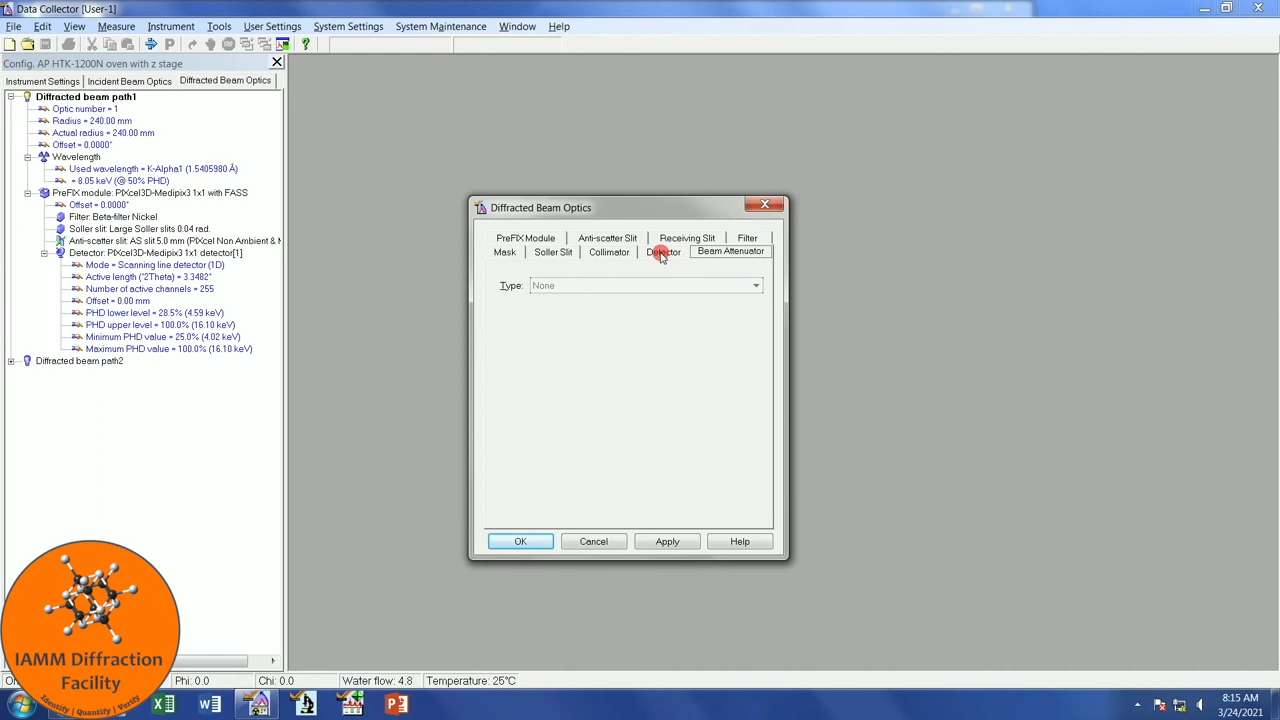 Data Collector [User-1]
File Edit View Measure Instrument Tools User Settings System Settings System Maintenance Window Help
Config. AP HTK-1200N oven with z stage
Instrument Settings Incident Beam Optics Diffracted Beam Optics
Diffracted beam path1
Optic number = 1
Radius = 240.00 mm
Actual radius = 240.00 mm
Offset = 0.0000°
Wavelength
Used wavelength = K-Alpha1 (1.5405980 Å)
= 8.05 keV (@ 50% PHD)
PreFIX module: PIXcel3D-Medipix3 1x1 with FASS
Offset = 0.0000°
Filter: Beta-filter Nickel
Soller slit: Large Soller slits 0.04 rad.
Anti-scatter slit: AS slit 5.0 mm (PIXcel Non Ambient &
Detector: PIXcel3D-Medipix3 1x1 detector[1]
Mode = Scanning line detector (1D)
Active length (°2Theta) = 3.3482°
Number of active channels = 255
Offset = 0.00 mm
PHD lower level = 28.5% (4.59 keV)
PHD upper level = 100.0% (16.10 keV)
Minimum PHD value = 25.0% (4.02 keV)
Maximum PHD value = 100.0% (16.10 keV)
Diffracted beam path2
Diffracted Beam Optics
PreFIX Module Anti-scatter Slit Receiving Slit Filter
Mask Soller Slit Collimator Detector Beam Attenuator
Type: None
OK Cancel Apply Help
IAMM Diffraction
Facility
Identify | Quantify | Verify
Phi: 0.0 Chi: 0.0 Water flow: 4.8 Temperature: 25°C
8:15 AM
3/24/2021